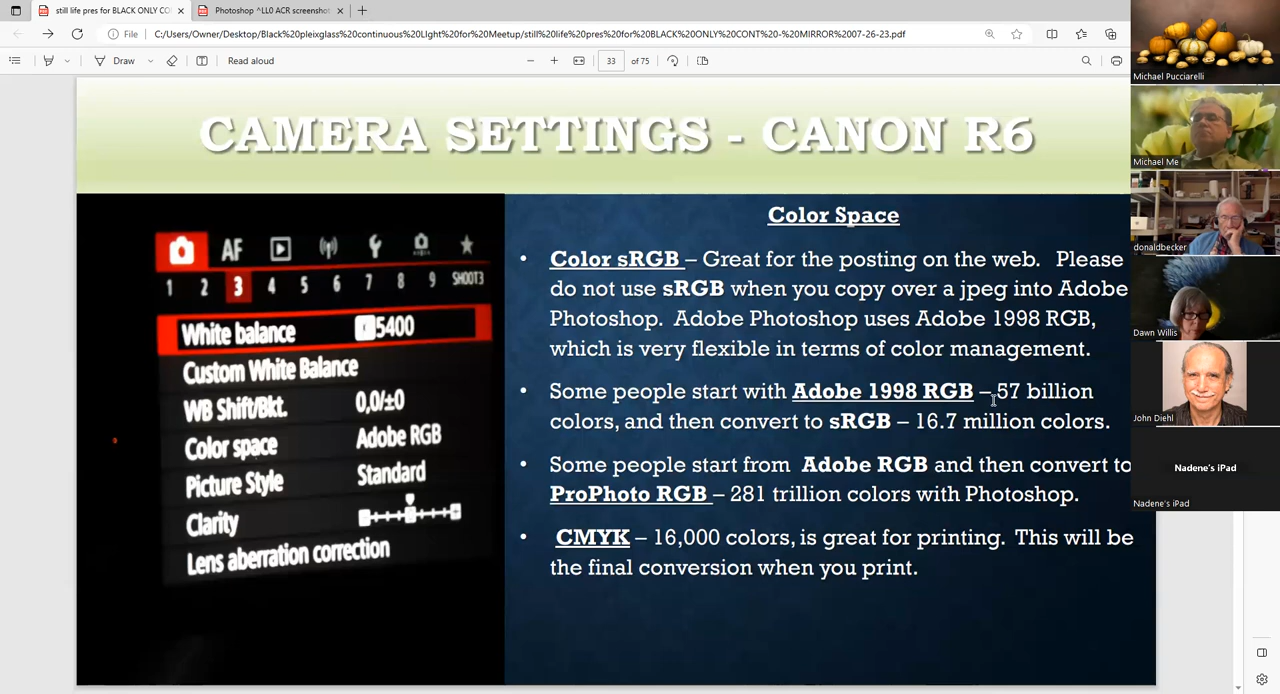 still life pres for BLACK ONLY CO
Photoshop ^LL0 ACR screenshot
File
C:/Users/Owner/Desktop/Black%20pleixglass%20continuous%20LIght%20for%20Meetup/still%20life%20pres%20for%20BLACK%20ONLY%20CONT%20-%20MIRROR%2007-26-23.pdf
Draw
Read aloud
33 of 75
CAMERA SETTINGS - CANON R6
AF
1 2 3 4 5 6 7 8 9 SHOOT3
White balance K 5400
Custom White Balance
WB Shift/Bkt. 0,0/±0
Color space Adobe RGB
Picture Style Standard
Clarity
Lens aberration correction
Color Space
• Color sRGB – Great for the posting on the web. Please
do not use sRGB when you copy over a jpeg into Adobe
Photoshop. Adobe Photoshop uses Adobe 1998 RGB,
which is very flexible in terms of color management.
• Some people start with Adobe 1998 RGB – 57 billion
colors, and then convert to sRGB – 16.7 million colors.
• Some people start from Adobe RGB and then convert to
ProPhoto RGB – 281 trillion colors with Photoshop.
• CMYK – 16,000 colors, is great for printing. This will be
the final conversion when you print.
Michael Pucciarelli
Michael Me
donaldbecker
Dawn Willis
John Diehl
Nadene's iPad
Nadene's iPad